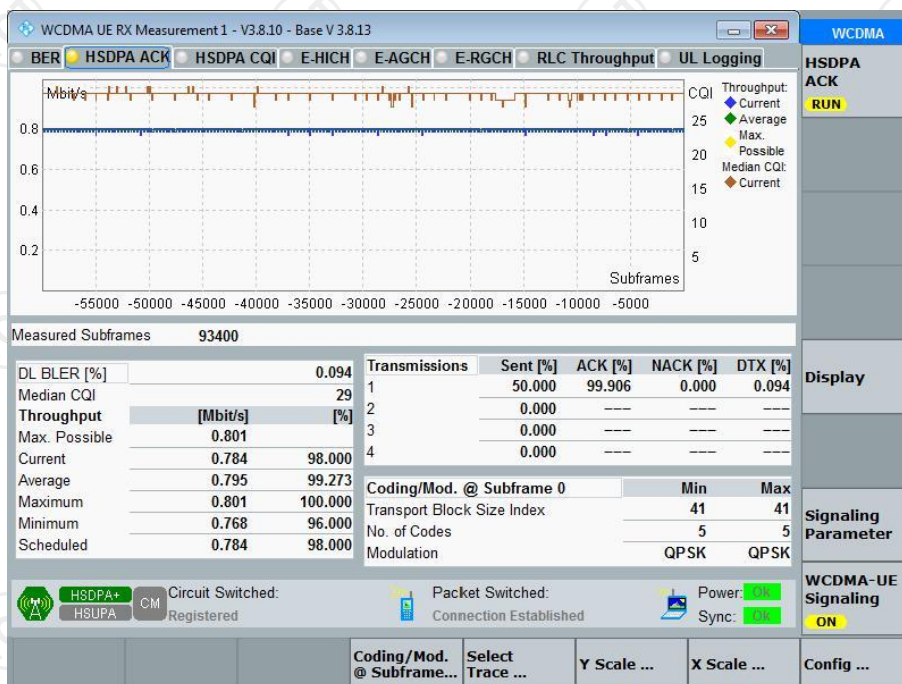 WCDMA UE RX Measurement 1 - V3.8.10 - Base V 3.8.13
WCDMA
BER HSDPA ACK HSDPA CQI E-HICH E-AGCH E-RGCH RLC Throughput UL Logging
HSDPA
ACK
RUN
Mbit/s
0.8
0.6
0.4
0.2
CQI
25
20
15
10
5
Subframes
-55000 -50000 -45000 -40000 -35000 -30000 -25000 -20000 -15000 -10000 -5000
Throughput:
Current
Average
Max.
Possible
Median CQI:
Current
Measured Subframes 93400
DL BLER [%] 0.094
Median CQI 29
Throughput [Mbit/s] [%]
Max. Possible 0.801
Current 0.784 98.000
Average 0.795 99.273
Maximum 0.801 100.000
Minimum 0.768 96.000
Scheduled 0.784 98.000
Transmissions Sent [%] ACK [%] NACK [%] DTX [%]
1 50.000 99.906 0.000 0.094
2 0.000 --- --- ---
3 0.000 --- --- ---
4 0.000 --- --- ---
Coding/Mod. @ Subframe 0 Min Max
Transport Block Size Index 41 41
No. of Codes 5 5
Modulation QPSK QPSK
Display
Signaling
Parameter
WCDMA-UE
Signaling
ON
HSDPA+
HSUPA
CM
Circuit Switched:
Registered
Packet Switched:
Connection Established
Power: Ok
Sync: Ok
Coding/Mod.
@ Subframe...
Select
Trace ...
Y Scale ...
X Scale ...
Config ...